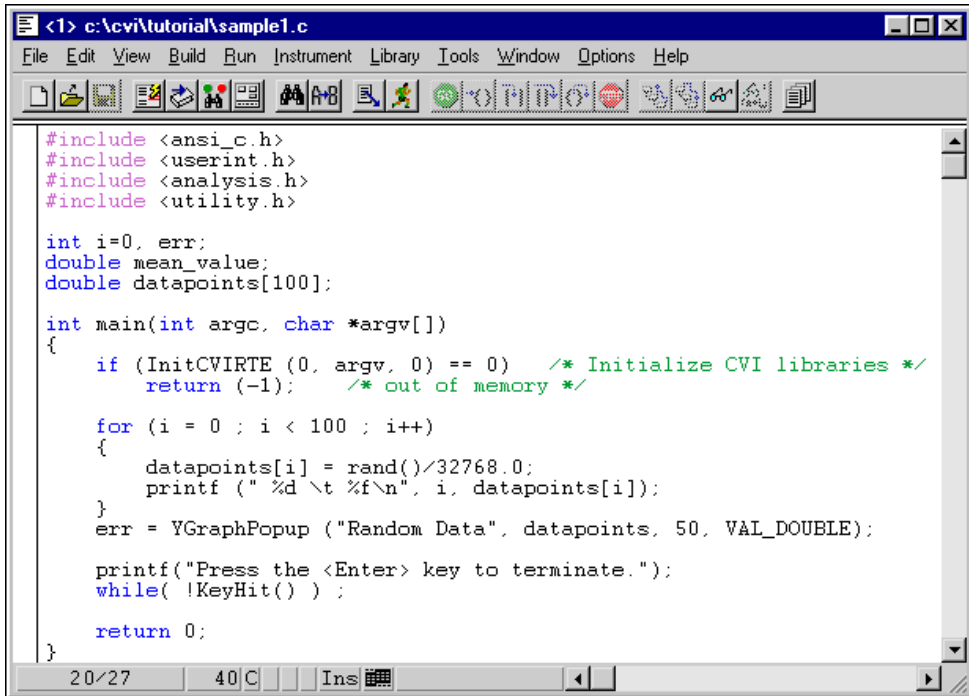 <1> c:\cvi\tutorial\sample1.c
File Edit View Build Run Instrument Library Tools Window Options Help
#include <ansi_c.h>
#include <userint.h>
#include <analysis.h>
#include <utility.h>

int i=0, err;
double mean_value;
double datapoints[100];

int main(int argc, char *argv[])
{
    if (InitCVIRTE (0, argv, 0) == 0)   /* Initialize CVI libraries */
        return (-1);     /* out of memory */

    for (i = 0 ; i < 100 ; i++)
    {
        datapoints[i] = rand()/32768.0;
        printf (" %d \t %f\n", i, datapoints[i]);
    }
    err = YGraphPopup ("Random Data", datapoints, 50, VAL_DOUBLE);

    printf("Press the <Enter> key to terminate.");
    while( !KeyHit() ) ;

    return 0;
}
20/27 40 C Ins